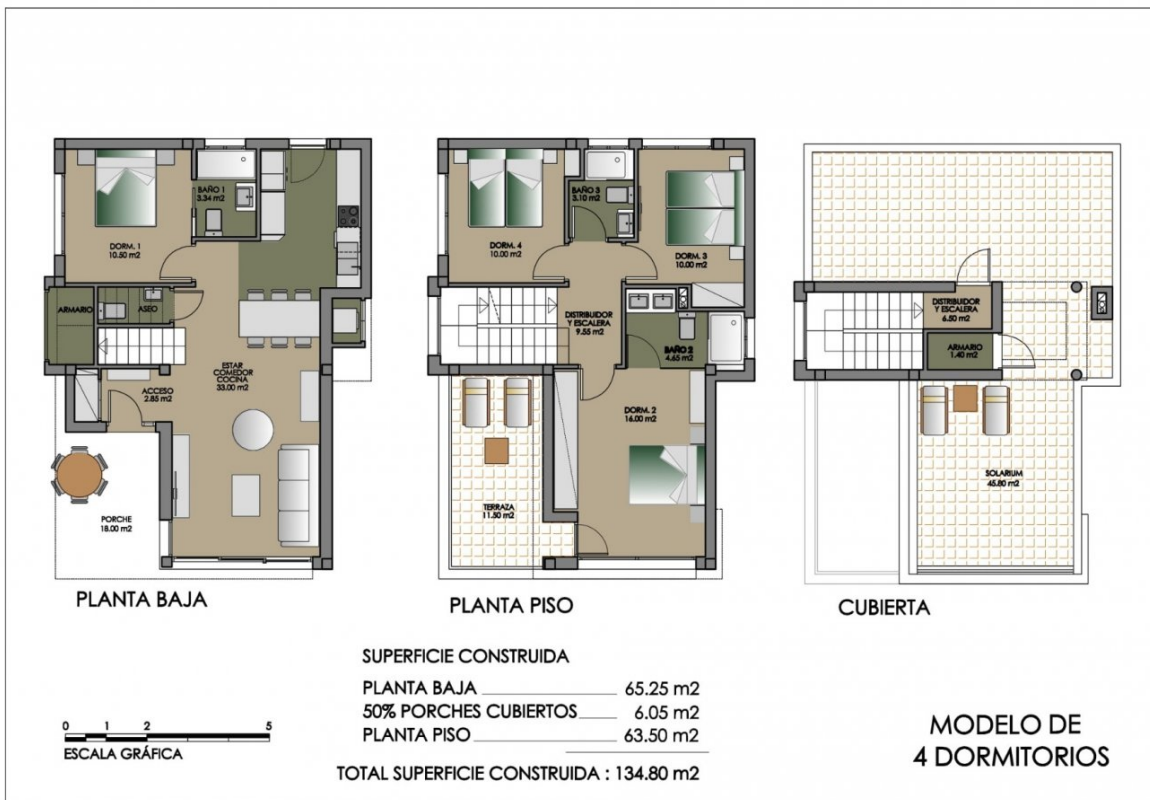 DORM. 1
10.50 m2
BAÑO 1
3.34 m2
ARMARIO
ASEO
ACCESO
2.85 m2
ESTAR
COMEDOR
COCINA
33.00 m2
PORCHE
18.00 m2
PLANTA BAJA
DORM. 4
10.00 m2
BAÑO 3
3.10 m2
DORM. 3
10.00 m2
DISTRIBUIDOR
Y ESCALERA
9.55 m2
BAÑO 2
4.65 m2
DORM. 2
16.00 m2
TERRAZA
11.50 m2
PLANTA PISO
DISTRIBUIDOR
Y ESCALERA
6.50 m2
ARMARIO
1.40 m2
SOLARIUM
45.80 m2
CUBIERTA
SUPERFICIE CONSTRUIDA
PLANTA BAJA 65.25 m2
50% PORCHES CUBIERTOS 6.05 m2
PLANTA PISO 63.50 m2
TOTAL SUPERFICIE CONSTRUIDA : 134.80 m2
0 1 2 5
ESCALA GRÁFICA
MODELO DE
4 DORMITORIOS